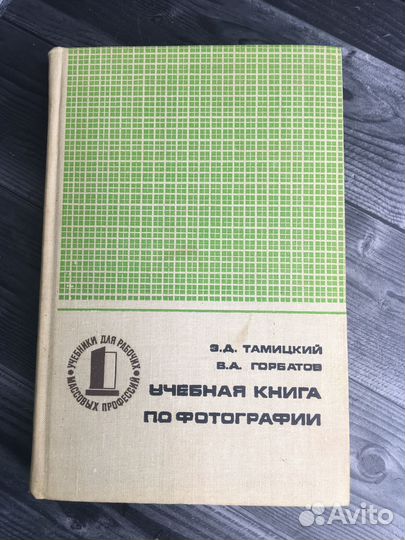 Э.Д. ТАМИЦКИЙ
В.А. ГОРБАТОВ
УЧЕБНАЯ КНИГА
ПО ФОТОГРАФИИ
УЧЕБНИКИ ДЛЯ РАБОЧИХ
МАССОВЫХ ПРОФЕССИЙ
Avito